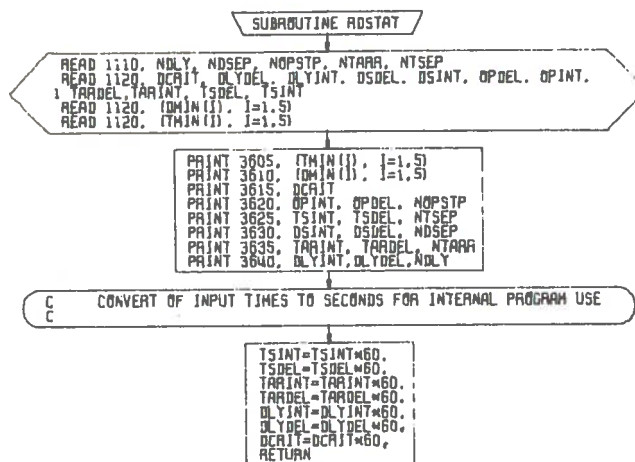 SUBROUTINE RDSTAT
READ 1110, NDLY, NDSEP, NOPSTP, NTARR, NTSEP
READ 1120, DCRIT, DLYDEL, DLYINT, DSDEL, DSINT, OPDEL, OPINT,
1 TARDEL,TARINT, TSDEL, TSINT
READ 1120, (DMIN(I), I=1,5)
READ 1120, (TMIN(I), I=1,5)
PRINT 3605, (TMIN(I), I=1,5)
PRINT 3610, (DMIN(I), I=1,5)
PRINT 3615, DCRIT
PRINT 3620, OPINT, OPDEL, NOPSTP
PRINT 3625, TSINT, TSDEL, NTSEP
PRINT 3630, DSINT, DSDEL, NDSEP
PRINT 3635, TARINT, TARDEL, NTARR
PRINT 3640, DLYINT,DLYDEL,NDLY
C CONVERT OF INPUT TIMES TO SECONDS FOR INTERNAL PROGRAM USE
C
TSINT=TSINT*60.
TSDEL=TSDEL*60.
TARINT=TARINT*60.
TARDEL=TARDEL*60.
DLYINT=DLYINT*60.
DLYDEL=DLYDEL*60.
DCRIT=DCRIT*60.
RETURN